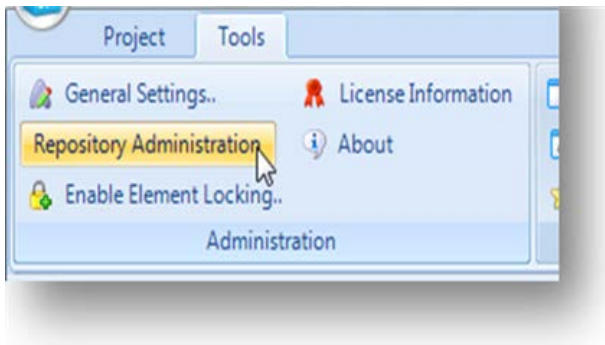 Project Tools
General Settings.. License Information
Repository Administration About
Enable Element Locking..
Administration